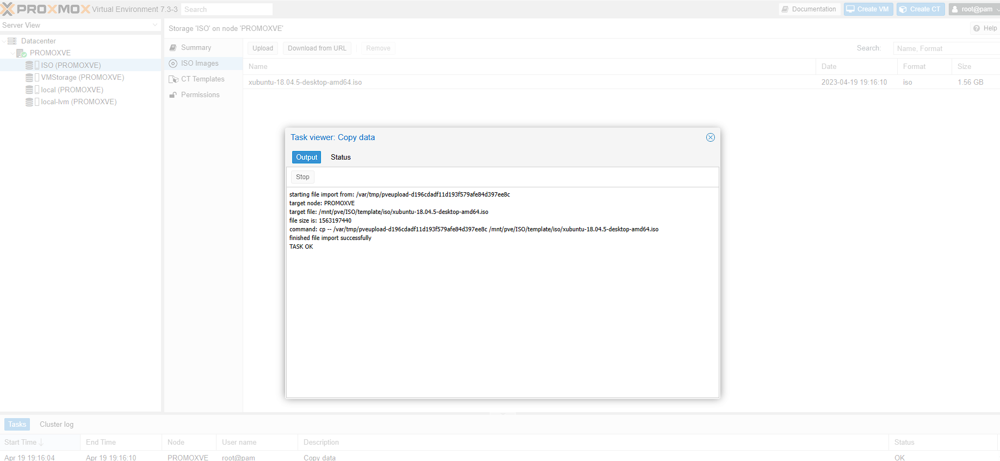 PROXMOX Virtual Environment 7.3-3 Search Documentation Create VM Create CT root@pam
Server View
Storage 'ISO' on node 'PROMOXVE' Help
Datacenter
PROMOXVE
ISO (PROMOXVE)
VMStorage (PROMOXVE)
local (PROMOXVE)
local-lvm (PROMOXVE)
Summary
ISO Images
CT Templates
Permissions
Upload Download from URL Remove Search: Name, Format
Name Date Format Size
xubuntu-18.04.5-desktop-amd64.iso 2023-04-19 19:16:10 iso 1.56 GB
Task viewer: Copy data
Output Status
Stop
starting file import from: /var/tmp/pveupload-d196cdadf11d193f579afe84d397ee8c
target node: PROMOXVE
target file: /mnt/pve/ISO/template/iso/xubuntu-18.04.5-desktop-amd64.iso
file size is: 1563197440
command: cp -- /var/tmp/pveupload-d196cdadf11d193f579afe84d397ee8c /mnt/pve/ISO/template/iso/xubuntu-18.04.5-desktop-amd64.iso
finished file import successfully
TASK OK
Tasks Cluster log
Start Time End Time Node User name Description Status
Apr 19 19:16:04 Apr 19 19:16:10 PROMOXVE root@pam Copy data OK